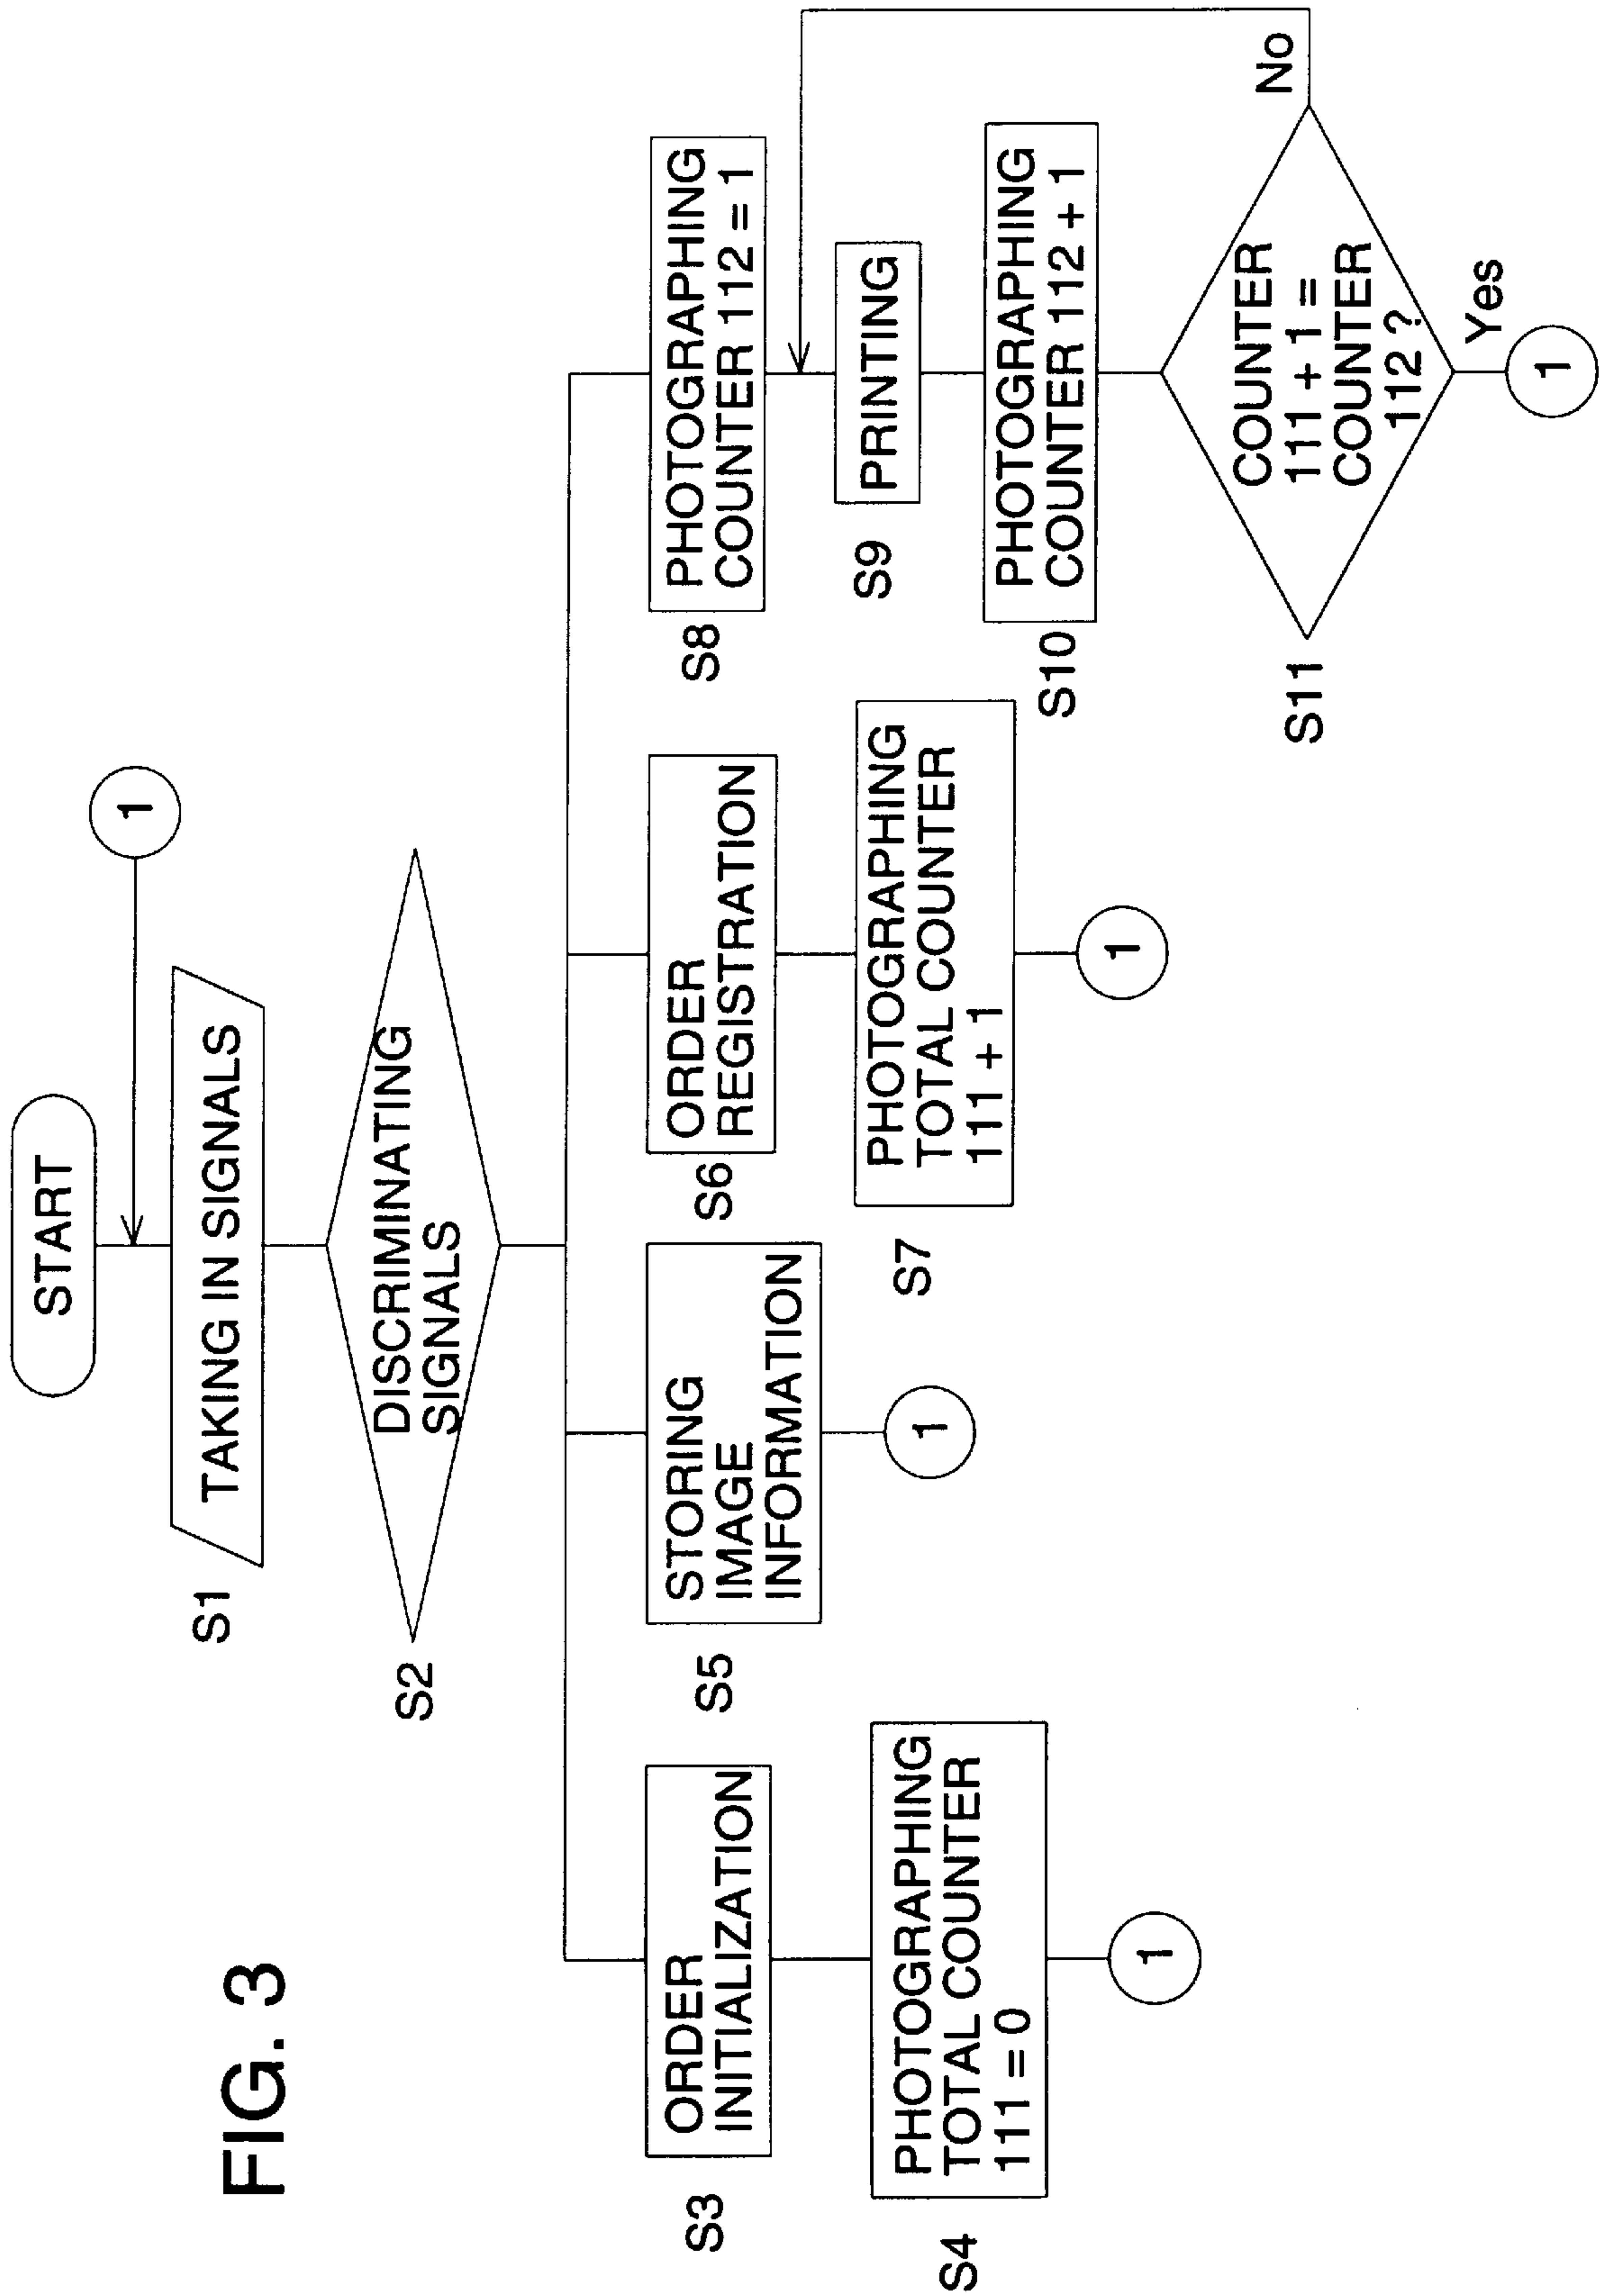 FIG. 3
START
1
S1
TAKING IN SIGNALS
S2
DISCRIMINATING
SIGNALS
S3
ORDER
INITIALIZATION
S4
PHOTOGRAPHING
TOTAL COUNTER
111 = 0
1
S5
STORING
IMAGE
INFORMATION
1
S6
ORDER
REGISTRATION
S7
PHOTOGRAPHING
TOTAL COUNTER
111 + 1
1
S8
PHOTOGRAPHING
COUNTER 112 = 1
S9
PRINTING
S10
PHOTOGRAPHING
COUNTER 112 + 1
S11
COUNTER
111 + 1 =
COUNTER
112 ?
No
Yes
1